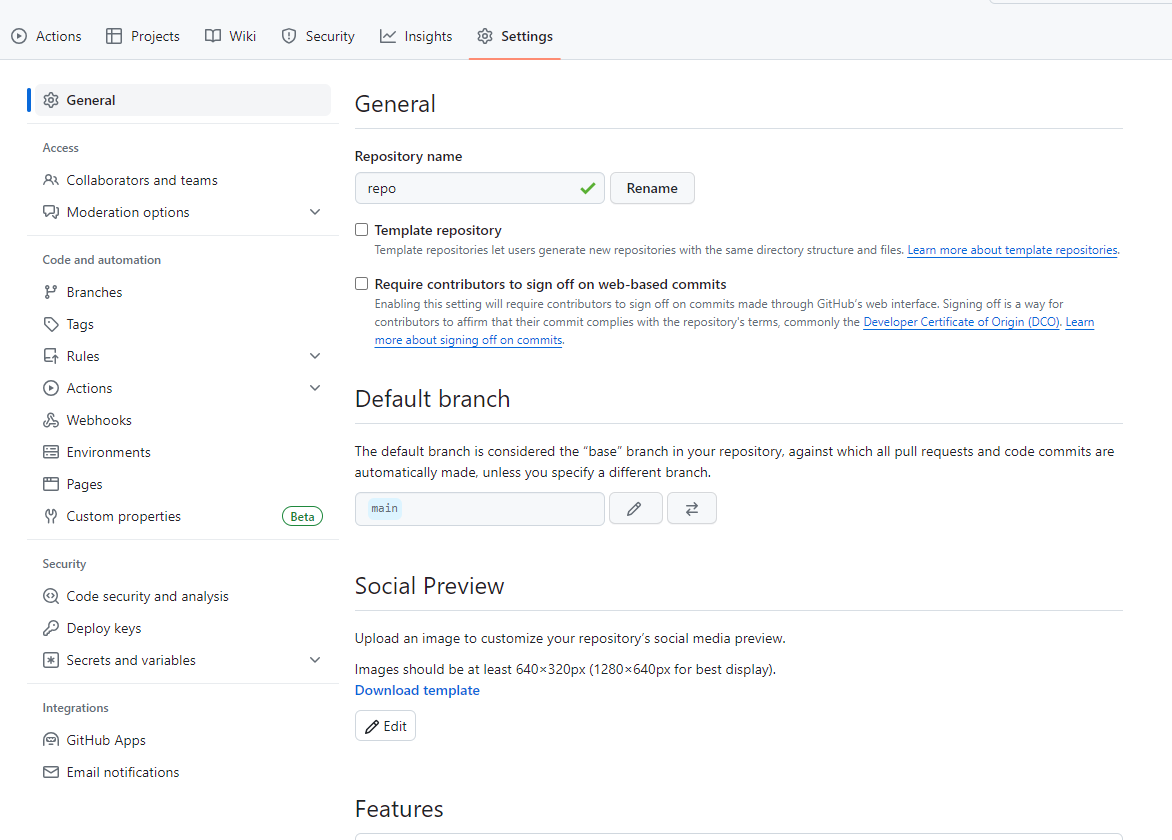 Actions Projects Wiki Security Insights Settings
General
Access
Collaborators and teams
Moderation options
Code and automation
Branches
Tags
Rules
Actions
Webhooks
Environments
Pages
Custom properties Beta
Security
Code security and analysis
Deploy keys
Secrets and variables
Integrations
GitHub Apps
Email notifications
General
Repository name
repo Rename
Template repository
Template repositories let users generate new repositories with the same directory structure and files. Learn more about template repositories.
Require contributors to sign off on web-based commits
Enabling this setting will require contributors to sign off on commits made through GitHub's web interface. Signing off is a way for
contributors to affirm that their commit complies with the repository's terms, commonly the Developer Certificate of Origin (DCO). Learn
more about signing off on commits.
Default branch
The default branch is considered the “base” branch in your repository, against which all pull requests and code commits are
automatically made, unless you specify a different branch.
main
Social Preview
Upload an image to customize your repository's social media preview.
Images should be at least 640×320px (1280×640px for best display).
Download template
Edit
Features